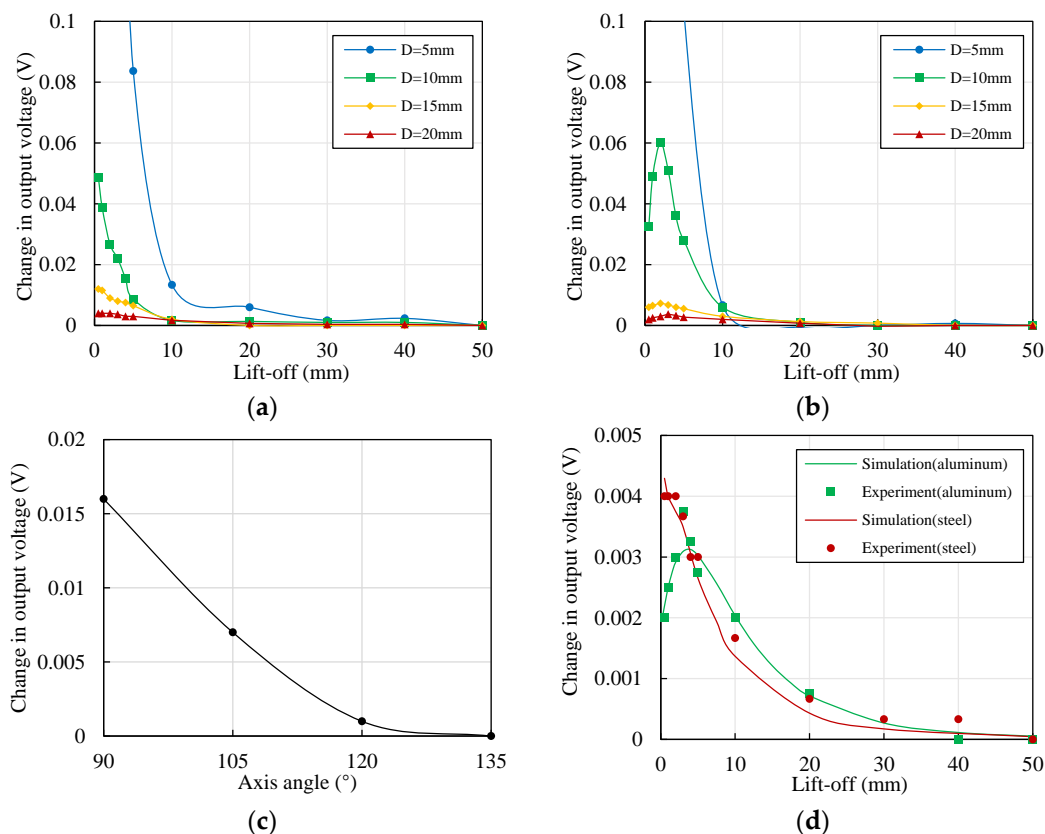 Change in output voltage (V)
0.1
0.08
0.06
0.04
0.02
0
0 10 20 30 40 50
Lift-off (mm)
D=5mm
D=10mm
D=15mm
D=20mm
(a)
Change in output voltage (V)
0.1
0.08
0.06
0.04
0.02
0
0 10 20 30 40 50
Lift-off (mm)
D=5mm
D=10mm
D=15mm
D=20mm
(b)
Change in output voltage (V)
0.02
0.015
0.01
0.005
0
90 105 120 135
Axis angle (°)
(c)
Change in output voltage (V)
0.005
0.004
0.003
0.002
0.001
0
0 10 20 30 40 50
Lift-off (mm)
Simulation(aluminum)
Experiment(aluminum)
Simulation(steel)
Experiment(steel)
(d)